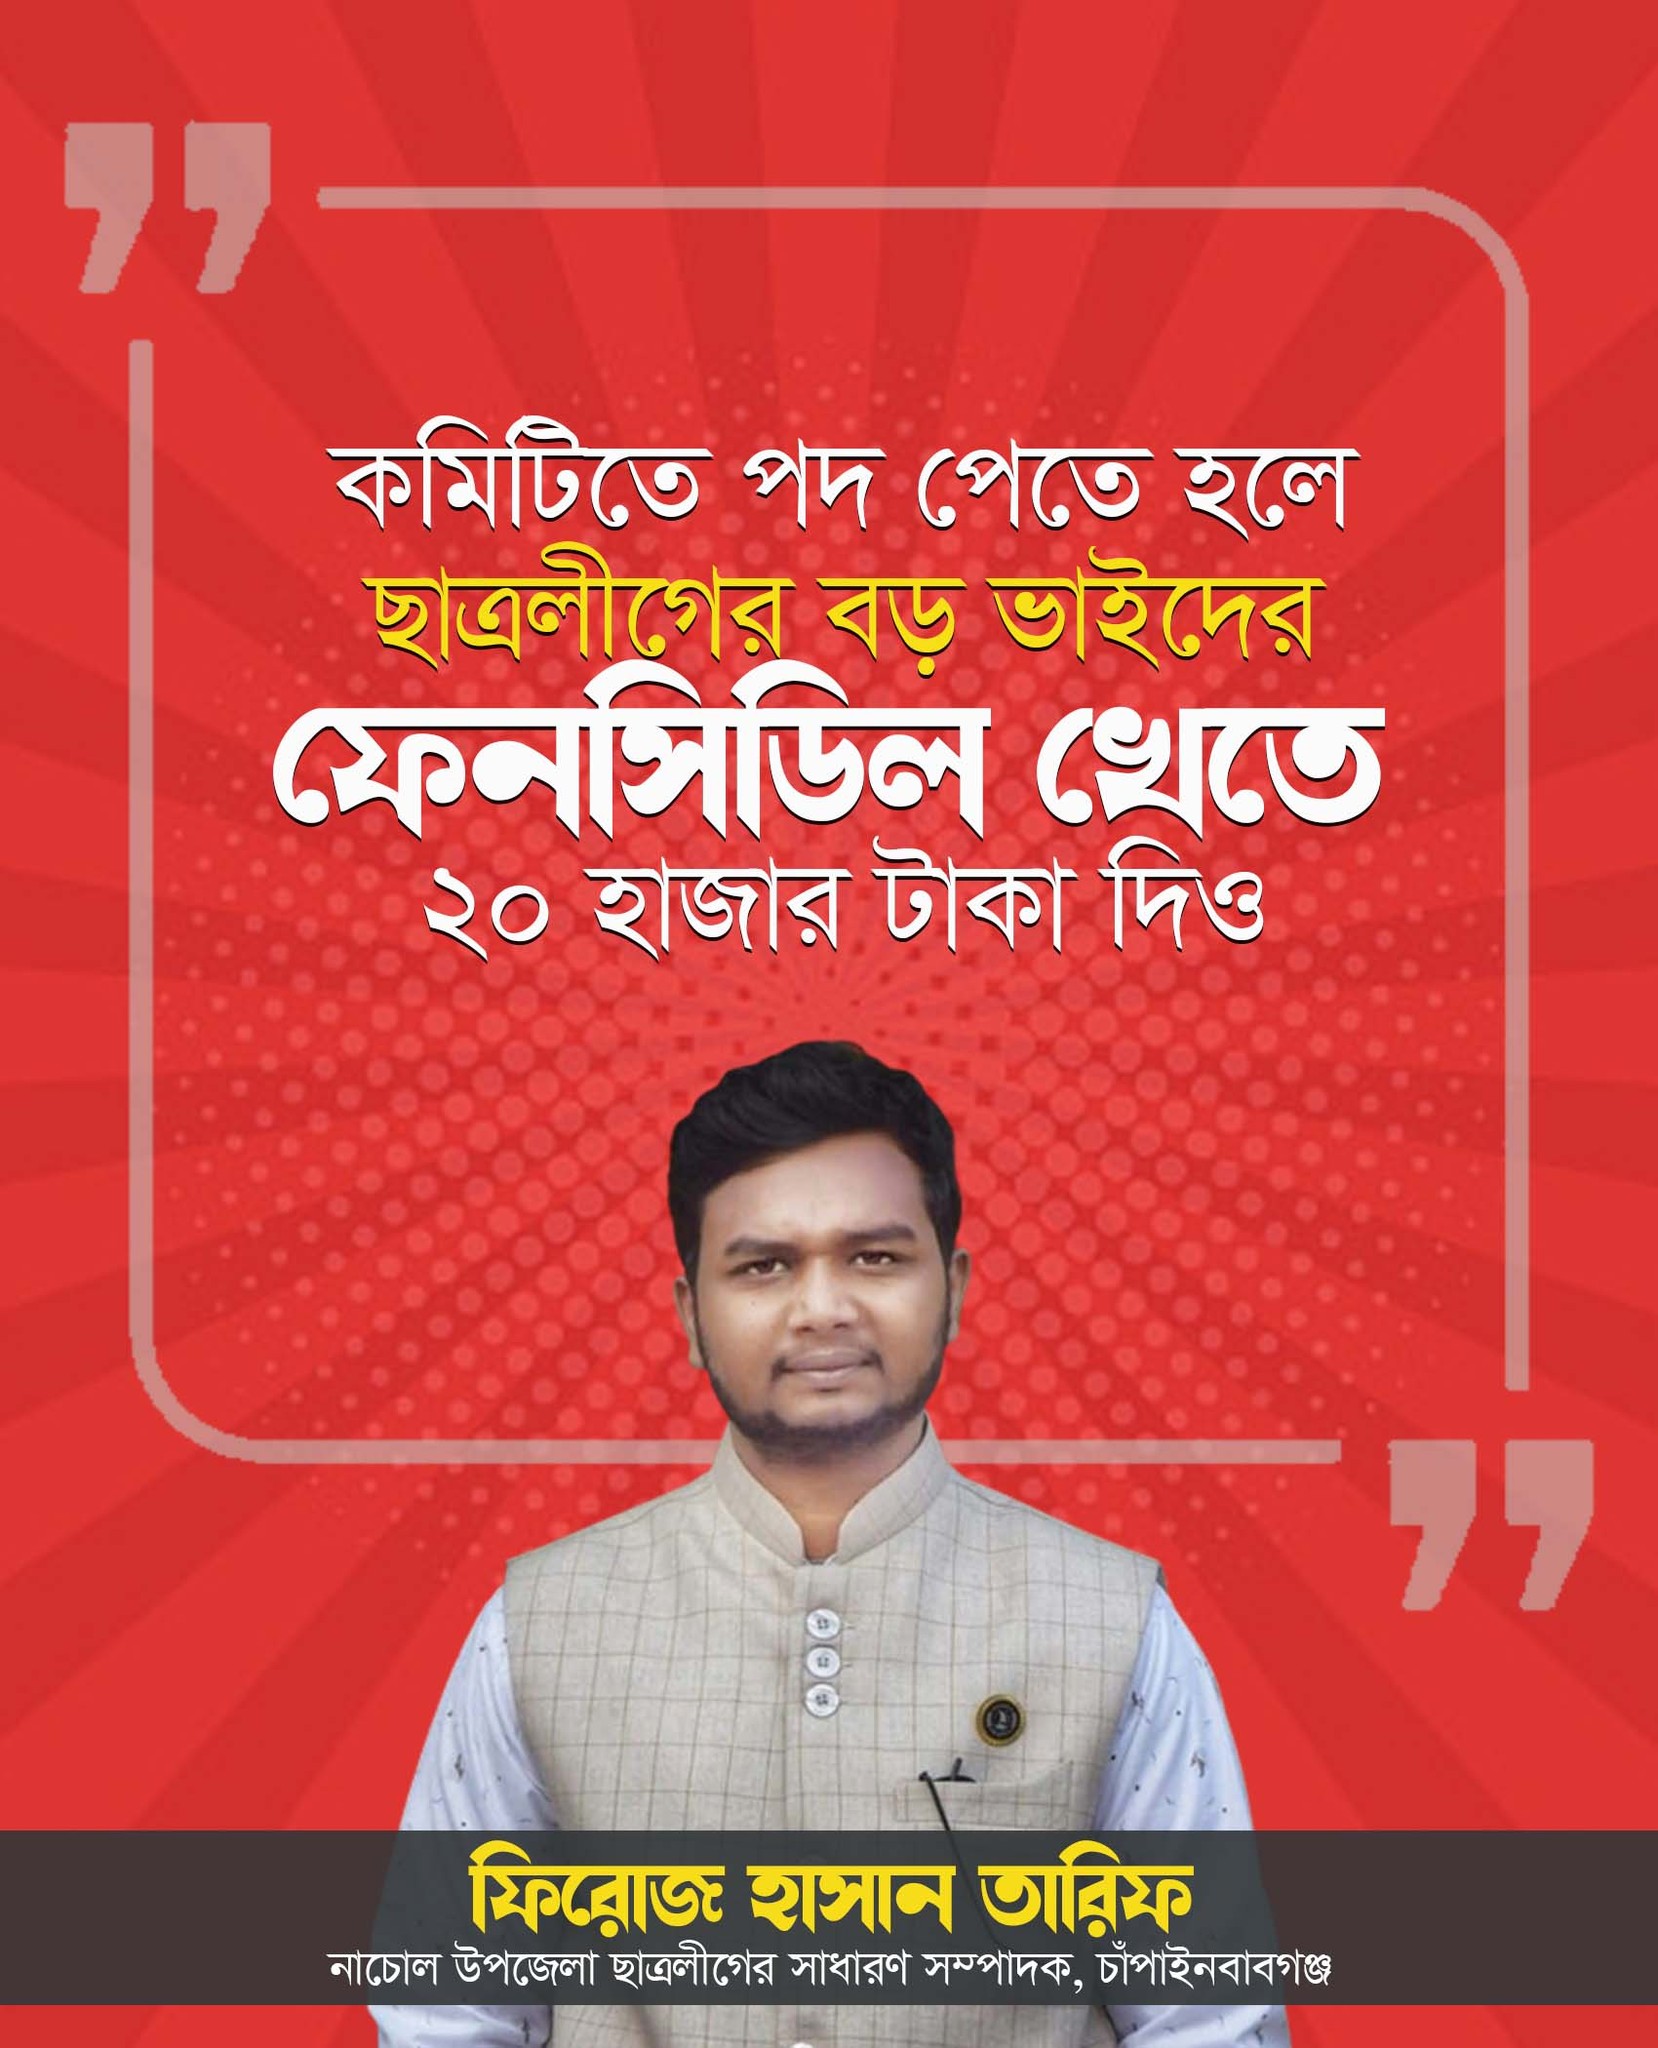 কমিটিতে পদ পেতে হলে
ছাত্রলীগের বড় ভাইদের
ফেনসিডিল খেতে
২০ হাজার টাকা দিও
ফিরোজ হাসান তারিফ
নাচোল উপজেলা ছাত্রলীগের সাধারণ সম্পাদক, চাঁপাইনবাবগঞ্জ